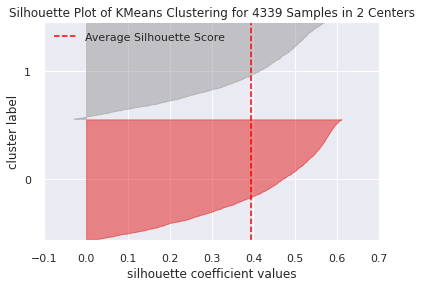 Silhouette Plot of KMeans Clustering for 4339 Samples in 2 Centers
Average Silhouette Score
cluster label
1
0
−0.1 0.0 0.1 0.2 0.3 0.4 0.5 0.6 0.7
silhouette coefficient values